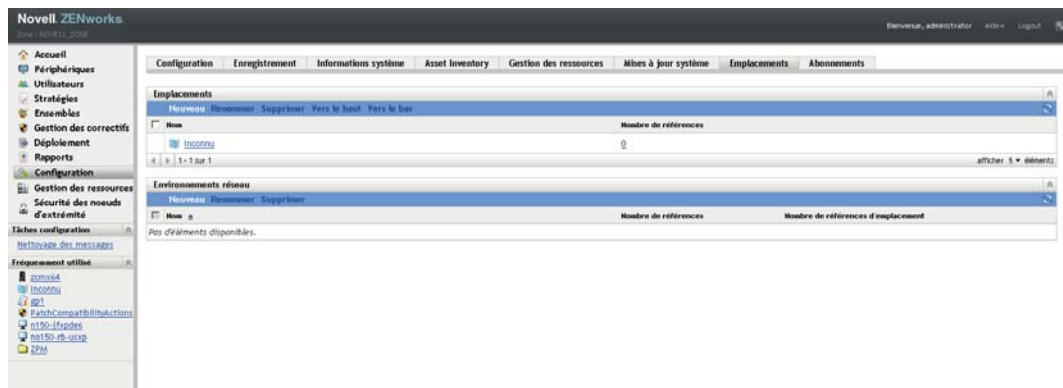 Novell ZENworks
Zone : NOVELL_ZONE
Bienvenue, administrator Aide Logout
Accueil
Périphériques
Utilisateurs
Stratégies
Ensembles
Gestion des correctifs
Déploiement
Rapports
Configuration
Gestion des ressources
Sécurité des noeuds
d'extrémité
Tâches configuration
Nettoyage des messages
Fréquemment utilisé
zcmx64
Inconnu
gp1
PatchCompatibilityActions
n150-jfxpde6
no150-rb-usxp
ZPM
Configuration Enregistrement Informations système Asset Inventory Gestion des ressources Mises à jour système Emplacements Abonnements
Emplacements
Nouveau Renommer Supprimer Vers le haut Vers le bas
Nom Nombre de références
Inconnu 0
1 - 1 sur 1 afficher 5 éléments
Environnements réseau
Nouveau Renommer Supprimer
Nom Nombre de références Nombre de références d'emplacement
Pas d'éléments disponibles.